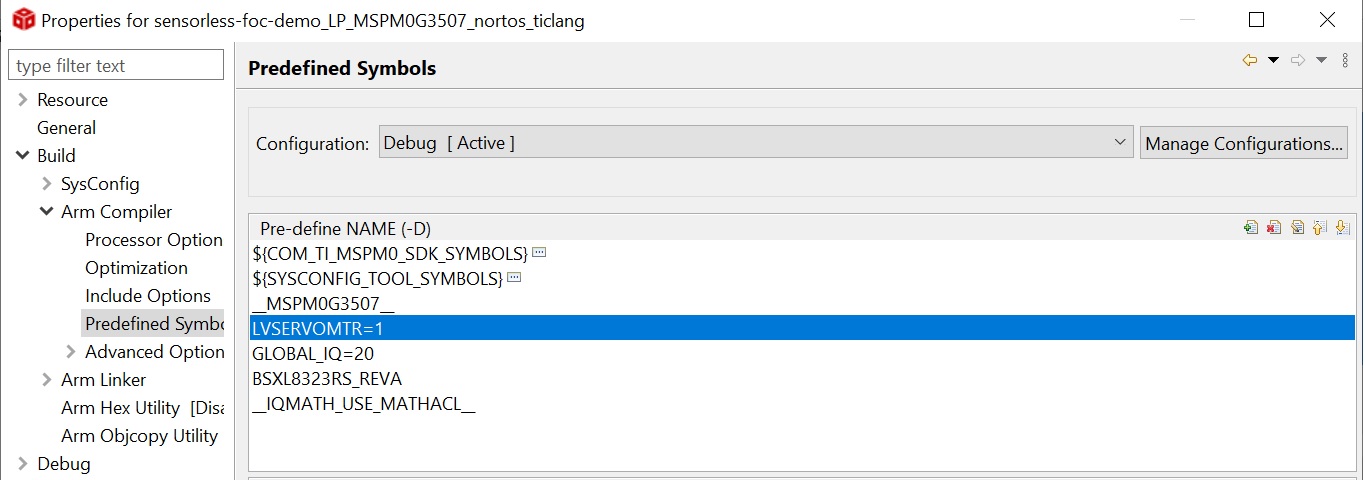 Properties for sensorless-foc-demo_LP_MSPM0G3507_nortos_ticlang
type filter text
Resource
General
Build
SysConfig
Arm Compiler
Processor Option
Optimization
Include Options
Predefined Symbo
Advanced Option
Arm Linker
Arm Hex Utility [Disa
Arm Objcopy Utility
Debug
Predefined Symbols
Configuration: Debug [ Active ] Manage Configurations...
Pre-define NAME (-D)
${COM_TI_MSPM0_SDK_SYMBOLS}
${SYSCONFIG_TOOL_SYMBOLS}
__MSPM0G3507__
LVSERVOMTR=1
GLOBAL_IQ=20
BSXL8323RS_REVA
__IQMATH_USE_MATHACL__